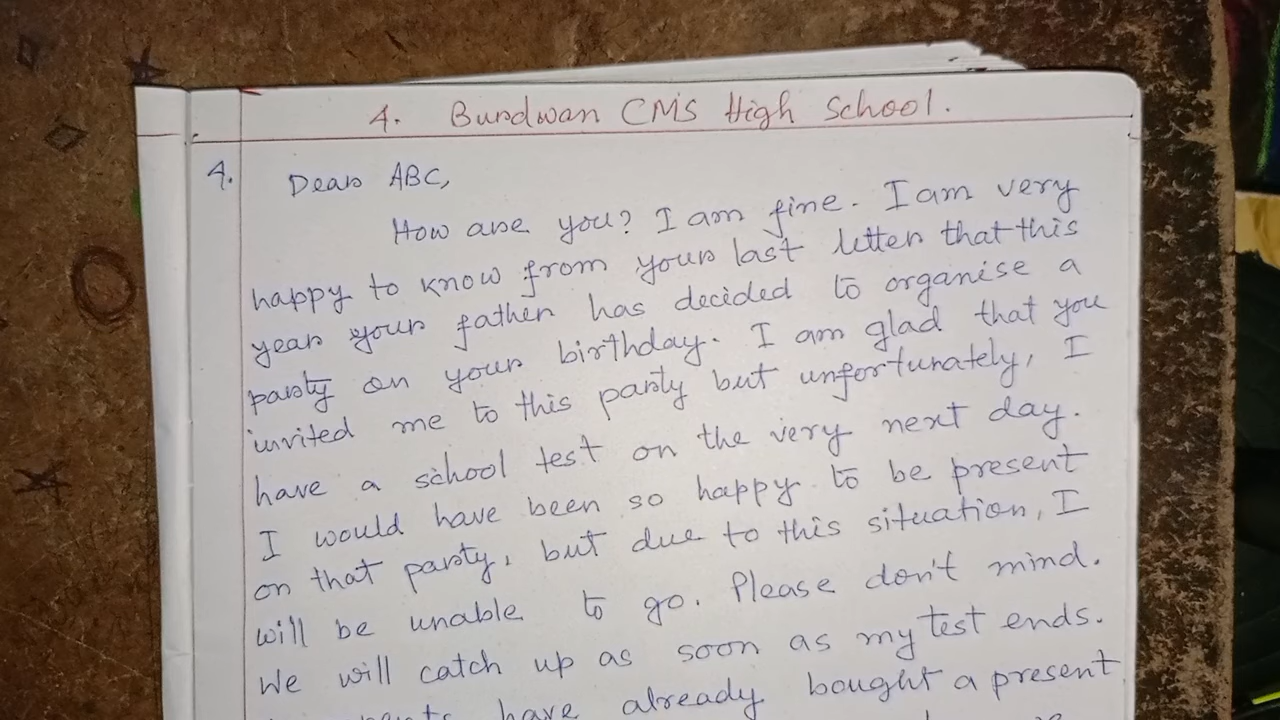 4. Burdwan CMS High School.
4. Dear ABC,
How are you? I am fine. I am very
happy to know from your last letter that this
year your father has decided to organise a
party on your birthday. I am glad that you
invited me to this party but unfortunately, I
have a school test on the very next day.
I would have been so happy to be present
on that party, but due to this situation, I
will be unable to go. Please don't mind.
We will catch up as soon as my test ends.
have already bought a present